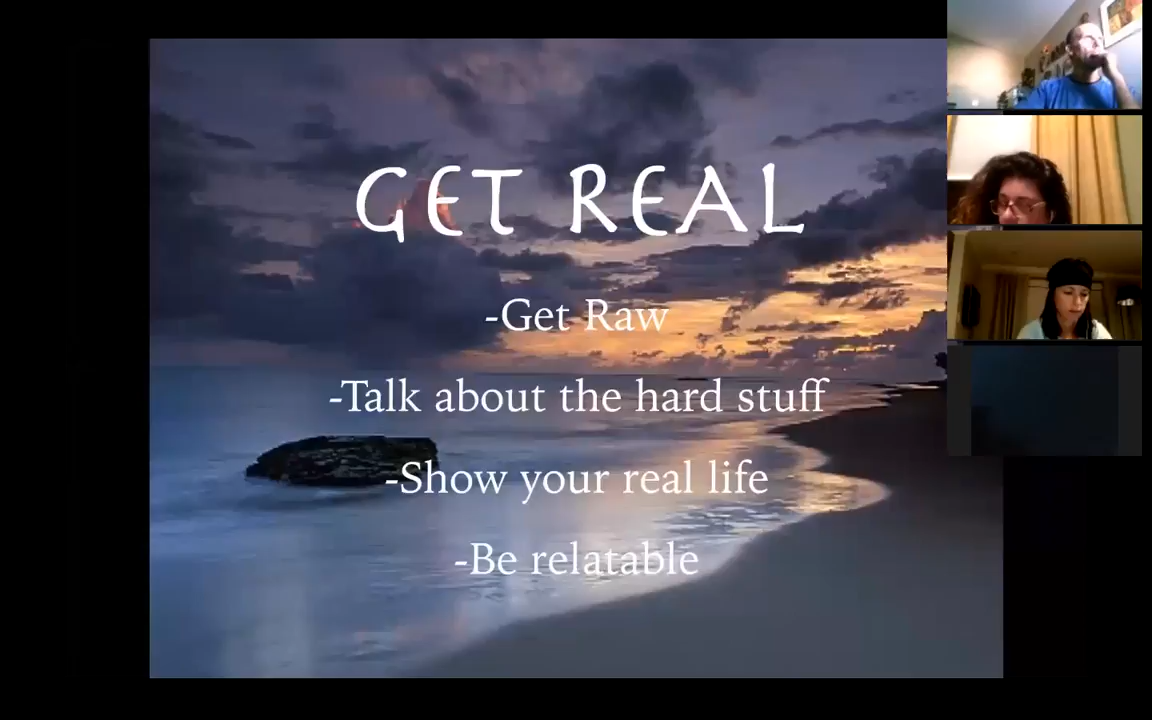 GET REAL
-Get Raw
-Talk about the hard stuff
-Show your real life
-Be relatable